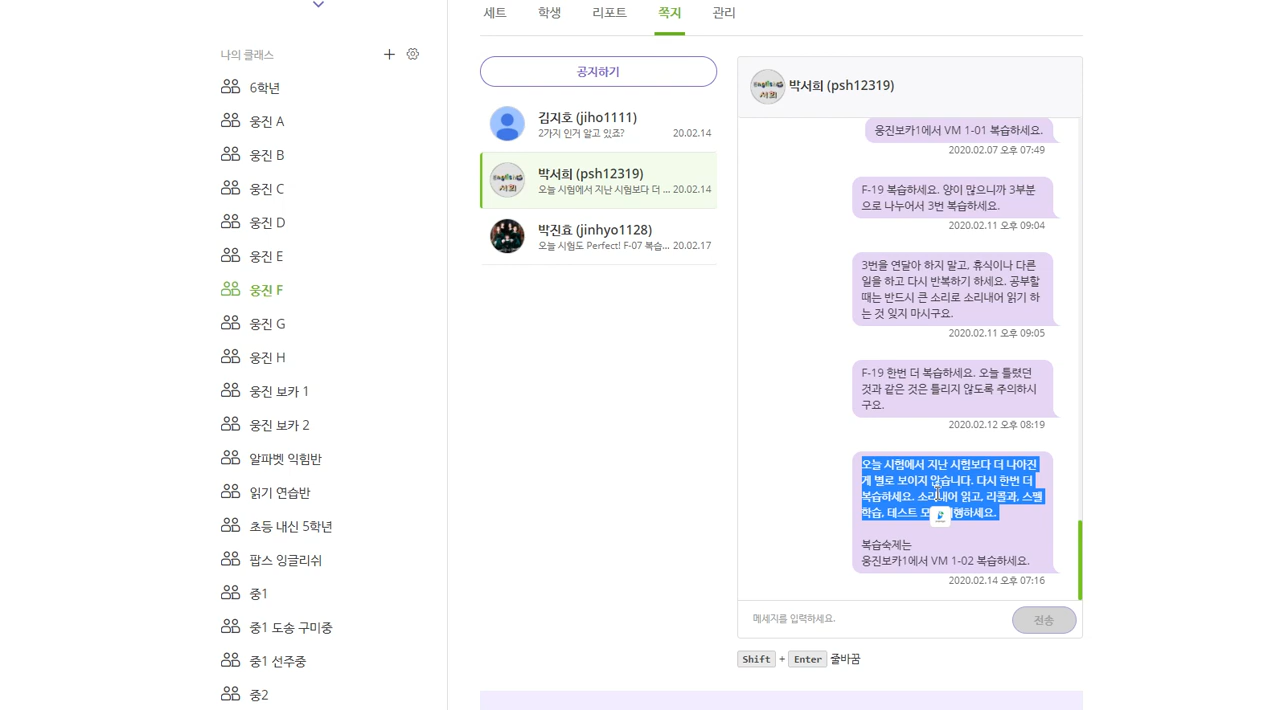 세트 학생 리포트 쪽지 관리
나의 클래스
6학년
웅진 A
웅진 B
웅진 C
웅진 D
웅진 E
웅진 F
웅진 G
웅진 H
웅진 보카 1
웅진 보카 2
알파벳 익힘반
읽기 연습반
초등 내신 5학년
팝스 잉글리쉬
중1
중1 도송 구미중
중1 선주중
중2
공지하기
김지호 (jiho1111)
2가지 인거 알고 있죠? 20.02.14
박서희 (psh12319)
오늘 시험에서 지난 시험보다 더 ... 20.02.14
박진효 (jinhyo1128)
오늘 시험도 Perfect! F-07 복습... 20.02.17
박서희 (psh12319)
웅진보카1에서 VM 1-01 복습하세요.
2020.02.07 오후 07:49
F-19 복습하세요. 양이 많으니까 3부분
으로 나누어서 3번 복습하세요.
2020.02.11 오후 09:04
3번을 연달아 하지 말고, 휴식이나 다른
일을 하고 다시 반복하기 하세요. 공부할
때는 반드시 큰 소리로 소리내어 읽기 하
는 것 잊지 마시구요.
2020.02.11 오후 09:05
F-19 한번 더 복습하세요. 오늘 틀렸던
것과 같은 것은 틀리지 않도록 주의하시
구요.
2020.02.12 오후 08:19
오늘 시험에서 지난 시험보다 더 나아진
게 별로 보이지 않습니다. 다시 한번 더
복습하세요. 소리내어 읽고, 리콜과, 스펠
학습, 테스트
복습숙제는
웅진보카1에서 VM 1-02 복습하세요.
2020.02.14 오후 07:16
메세지를 입력하세요. 전송
Shift + Enter 줄바꿈